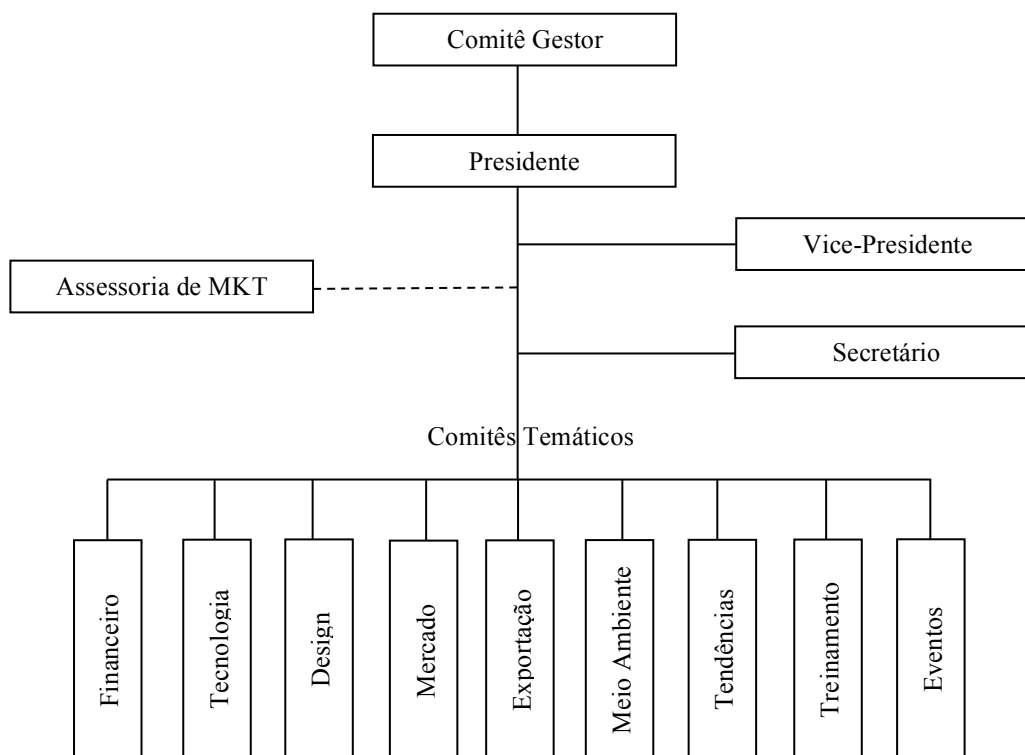 Comitê Gestor
Presidente
Vice-Presidente
Assessoria de MKT
Secretário
Comitês Temáticos
Financeiro
Tecnologia
Design
Mercado
Exportação
Meio Ambiente
Tendências
Treinamento
Eventos